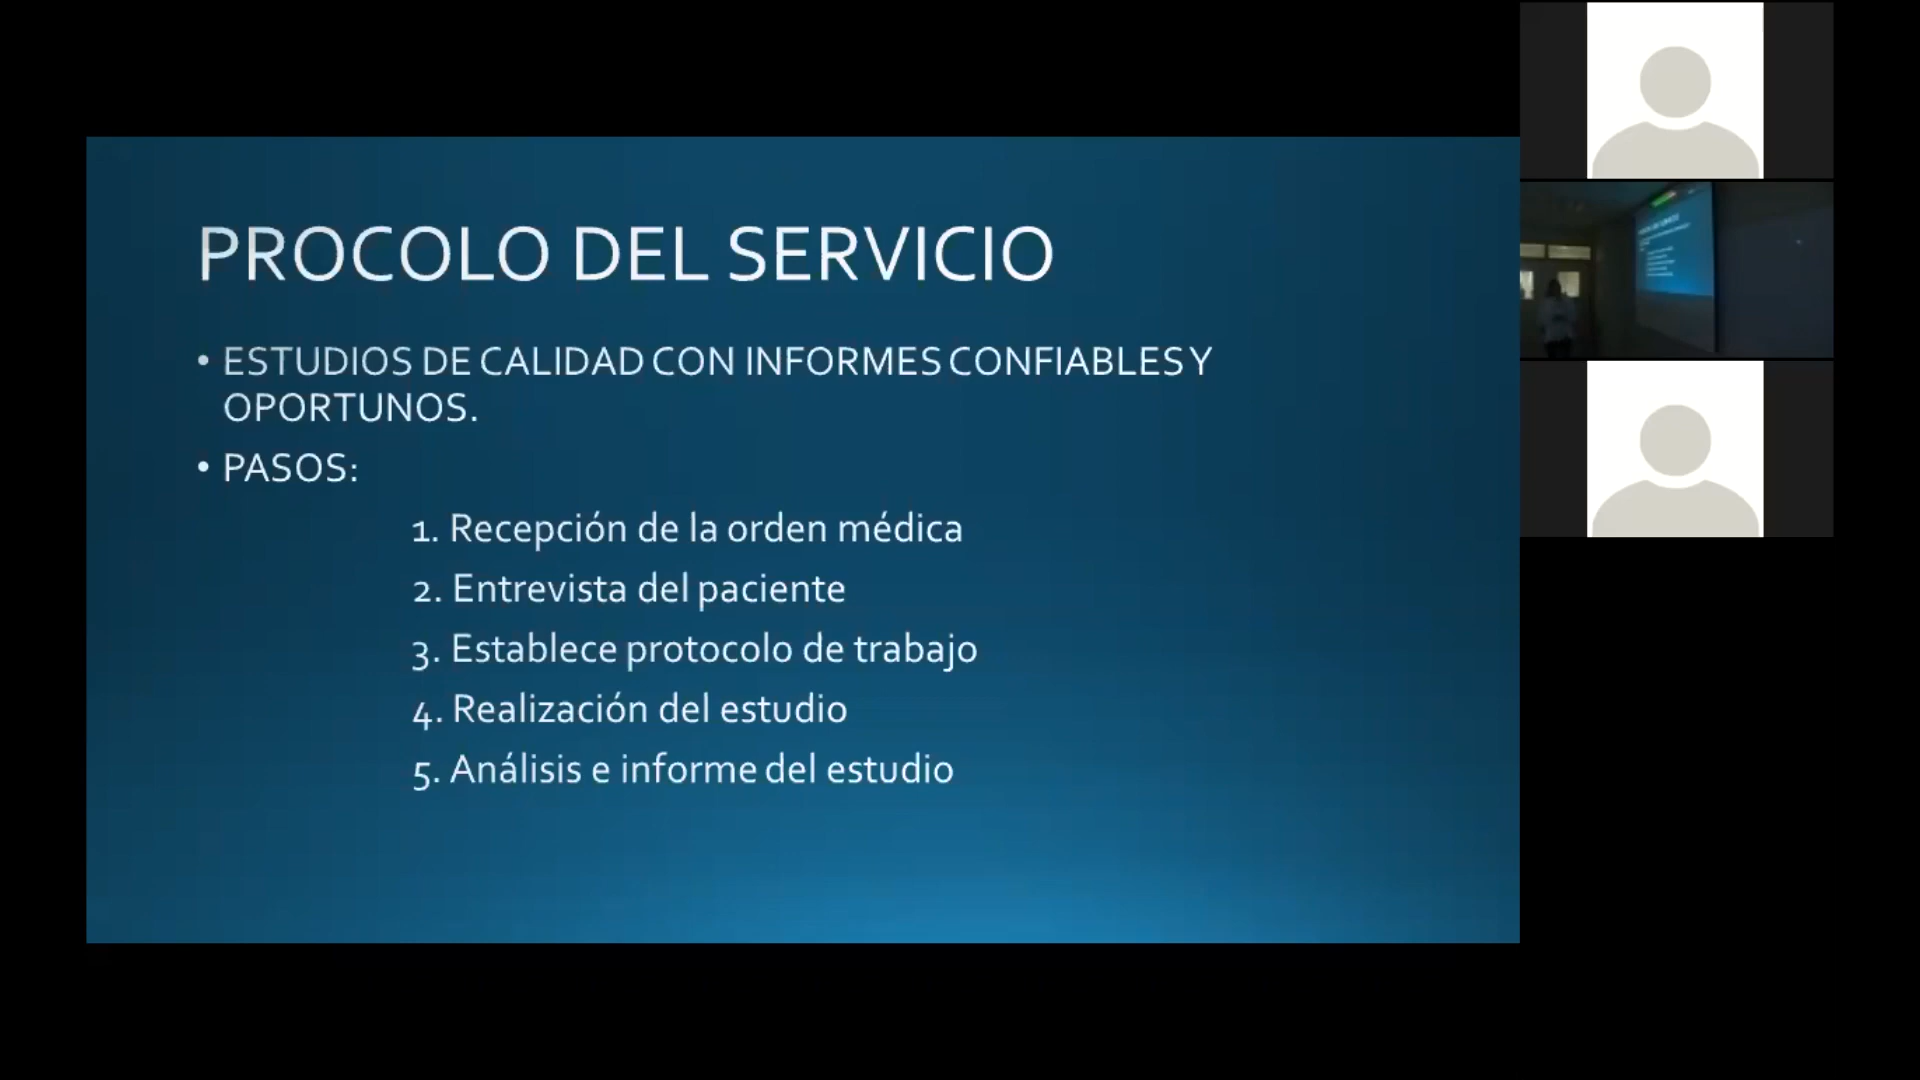 PROCOLO DEL SERVICIO
• ESTUDIOS DE CALIDAD CON INFORMES CONFIABLES Y
OPORTUNOS.
• PASOS:
1. Recepción de la orden médica
2. Entrevista del paciente
3. Establece protocolo de trabajo
4. Realización del estudio
5. Análisis e informe del estudio